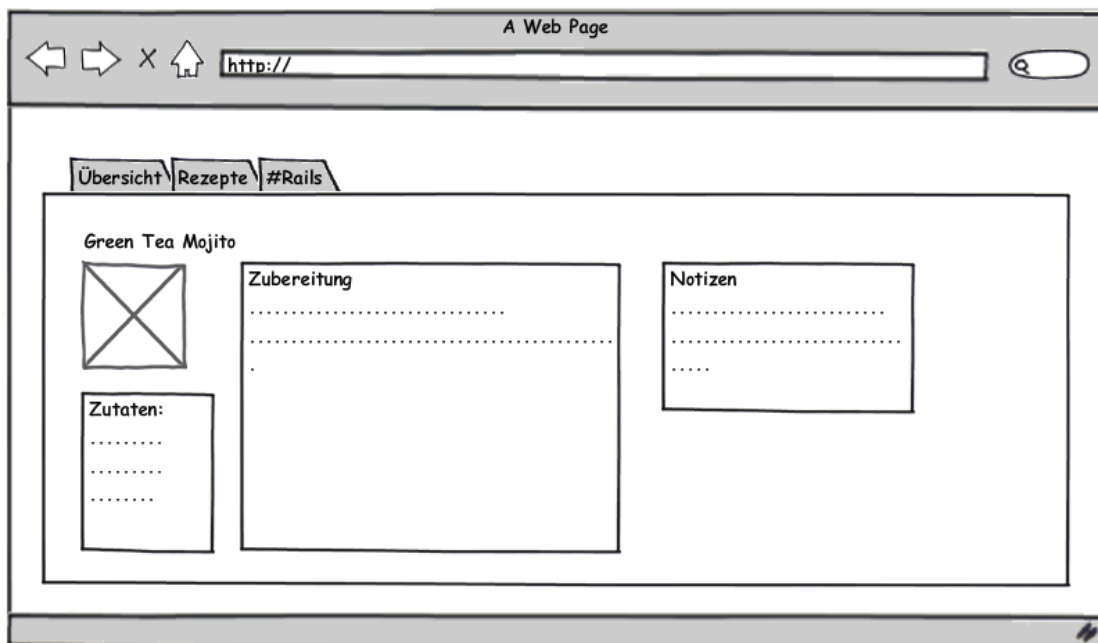 A Web Page
http://
Übersicht Rezepte #Rails
Green Tea Mojito
Zubereitung
...............................
............................................
.
Notizen
..........................
............................
.....
Zutaten:
.........
.........
........